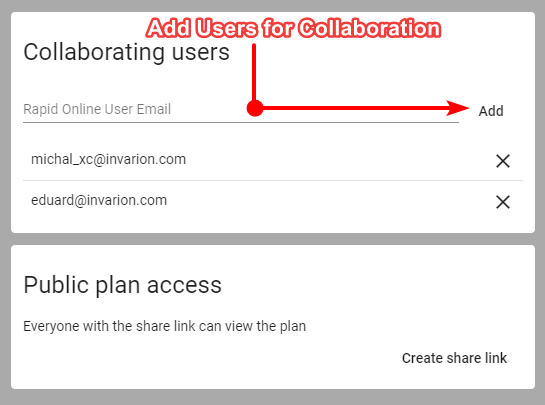 Add Users for Collaboration
Collaborating users
Rapid Online User Email
Add
michal_xc@invarion.com
eduard@invarion.com
Public plan access
Everyone with the share link can view the plan
Create share link